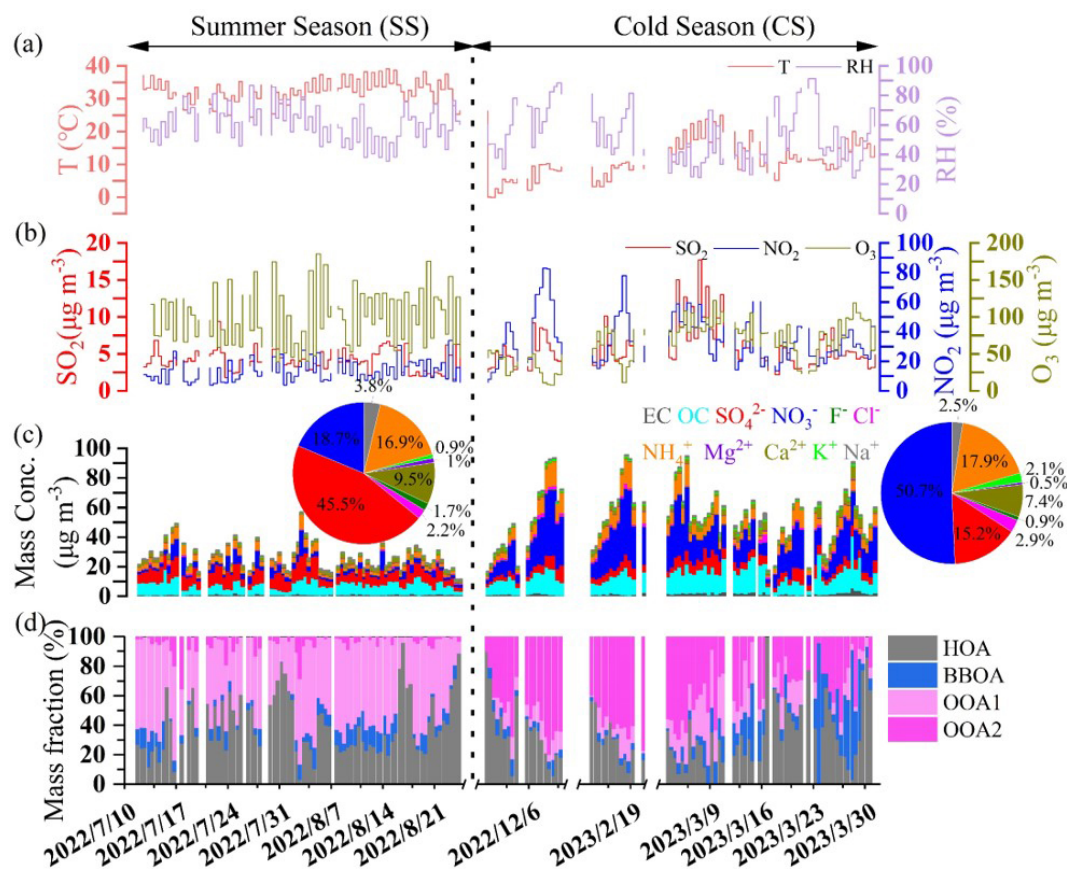 Summer Season (SS)
Cold Season (CS)
(a)
T
RH
40
30
20
10
0
T (°C)
100
80
60
40
20
0
RH (%)
(b)
SO₂
NO₂
O₃
20
15
10
5
0
SO₂(μg m⁻³)
100
80
60
40
20
0
NO₂ (μg m⁻³)
200
150
100
50
0
O₃ (μg m⁻³)
EC OC SO₄²⁻ NO₃⁻ F⁻ Cl⁻
NH₄⁺ Mg²⁺ Ca²⁺ K⁺ Na⁺
(c)
100
80
60
40
20
0
Mass Conc.
(μg m⁻³)
3.8%
16.9%
0.9%
1%
9.5%
1.7%
2.2%
45.5%
18.7%
2.5%
17.9%
2.1%
0.5%
7.4%
0.9%
2.9%
15.2%
50.7%
(d)
100
80
60
40
20
0
Mass fraction (%)
HOA
BBOA
OOA1
OOA2
2022/7/10
2022/7/17
2022/7/24
2022/7/31
2022/8/7
2022/8/14
2022/8/21
2022/12/6
2023/2/19
2023/3/9
2023/3/16
2023/3/23
2023/3/30